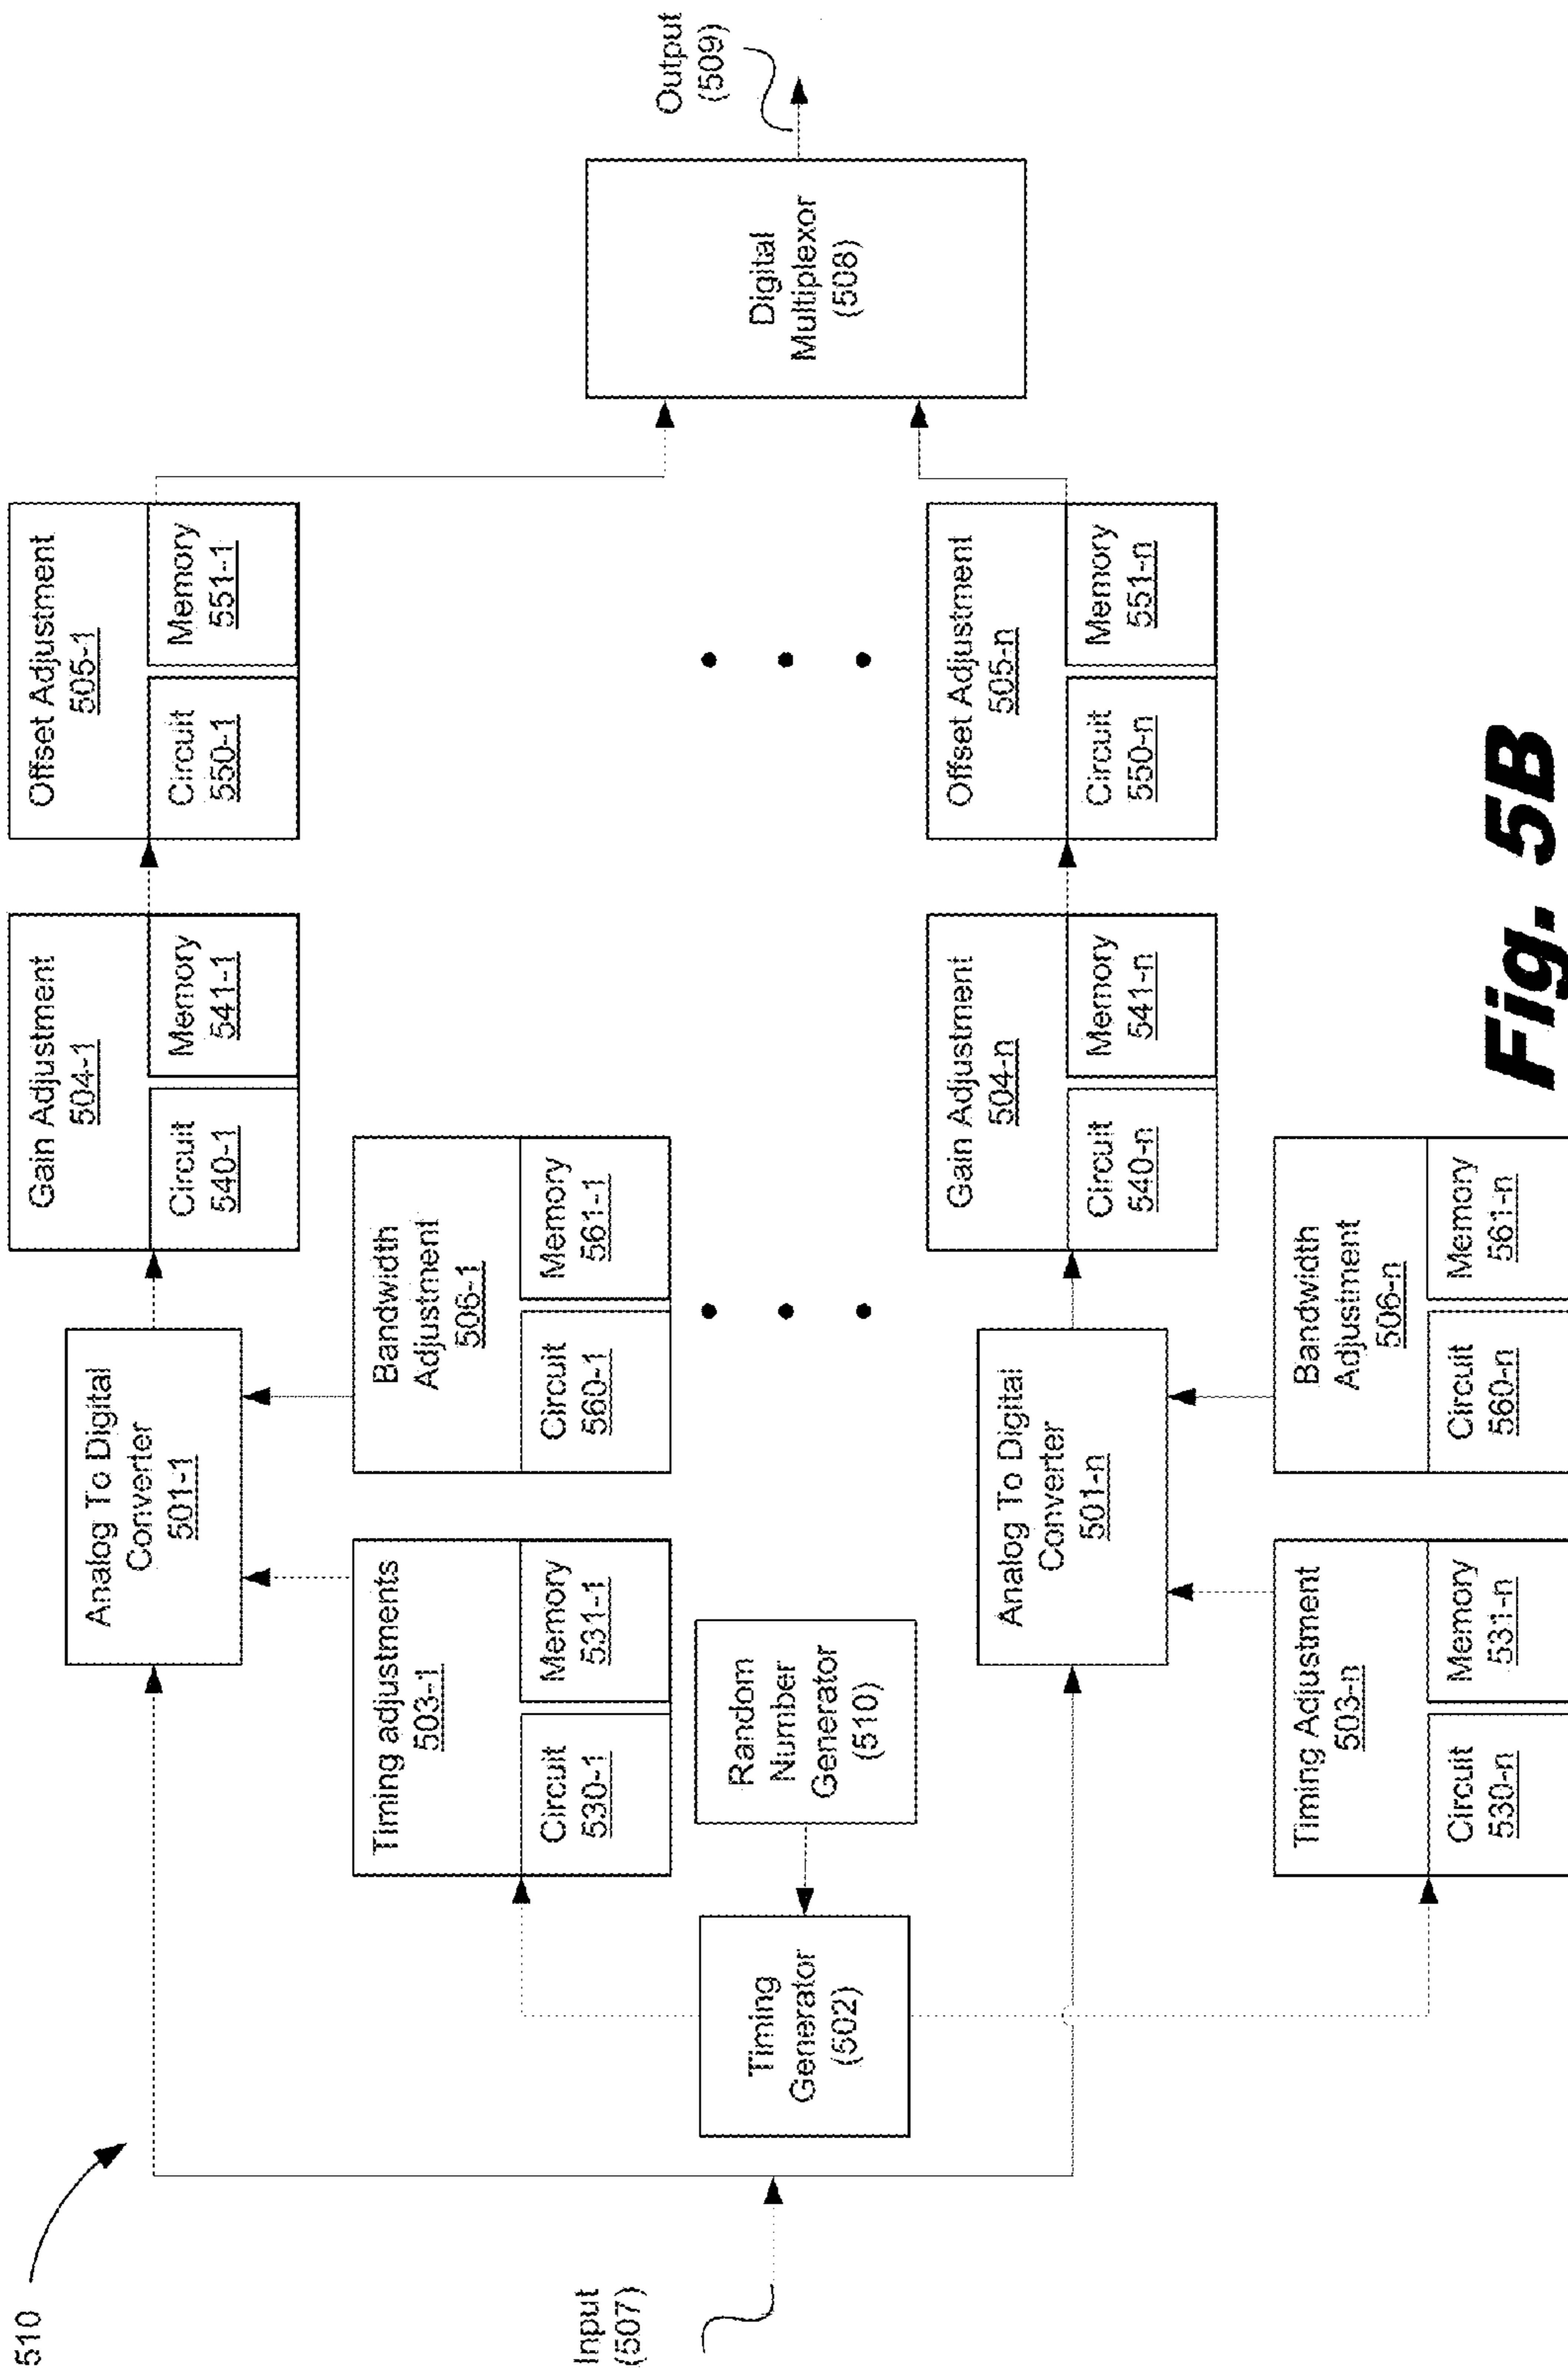 510
Input
(507)
Timing
Generator
(502)
Random
Number
Generator
(510)
Analog To Digital
Converter
501-1
Timing adjustments
503-1
Circuit
530-1
Memory
531-1
Bandwidth
Adjustment
506-1
Circuit
560-1
Memory
561-1
Gain Adjustment
504-1
Circuit
540-1
Memory
541-1
Offset Adjustment
505-1
Circuit
550-1
Memory
551-1
Analog To Digital
Converter
501-n
Timing Adjustment
503-n
Circuit
530-n
Memory
531-n
Bandwidth
Adjustment
506-n
Circuit
560-n
Memory
561-n
Gain Adjustment
504-n
Circuit
540-n
Memory
541-n
Offset Adjustment
505-n
Circuit
550-n
Memory
551-n
Digital
Multiplexor
(508)
Output
(509)
Fig. 5B